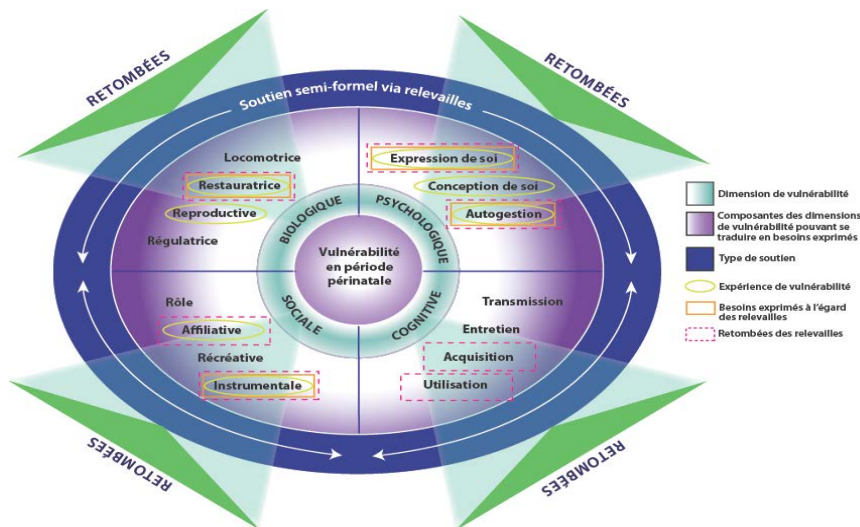 RETOMBÉES
RETOMBÉES
Soutien semi-formel via relevailles
Locomotrice
Restauratrice
Reproductive
Régulatrice
Expression de soi
Conception de soi
Autogestion
BIOLOGIQUE
PSYCHOLOGIQUE
Vulnérabilité
en période
périnatale
SOCIALE
COGNITIVE
Rôle
Affiliative
Récréative
Instrumentale
Transmission
Entretien
Acquisition
Utilisation
RETOMBÉES
RETOMBÉES
Dimension de vulnérabilité
Composantes des dimensions
de vulnérabilité pouvant se
traduire en besoins exprimés
Type de soutien
Expérience de vulnérabilité
Besoins exprimés à l'égard
des relevailles
Retombées des relevailles